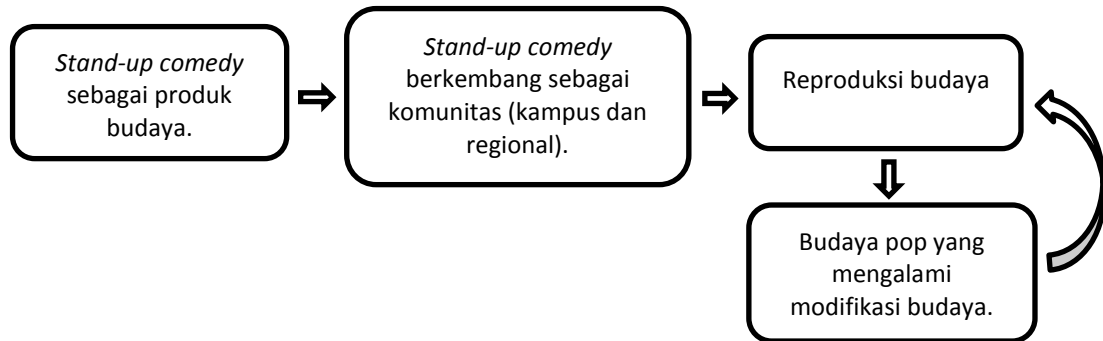 Stand-up comedy
sebagai produk
budaya.
Stand-up comedy
berkembang sebagai
komunitas (kampus dan
regional).
Reproduksi budaya
Budaya pop yang
mengalami
modifikasi budaya.